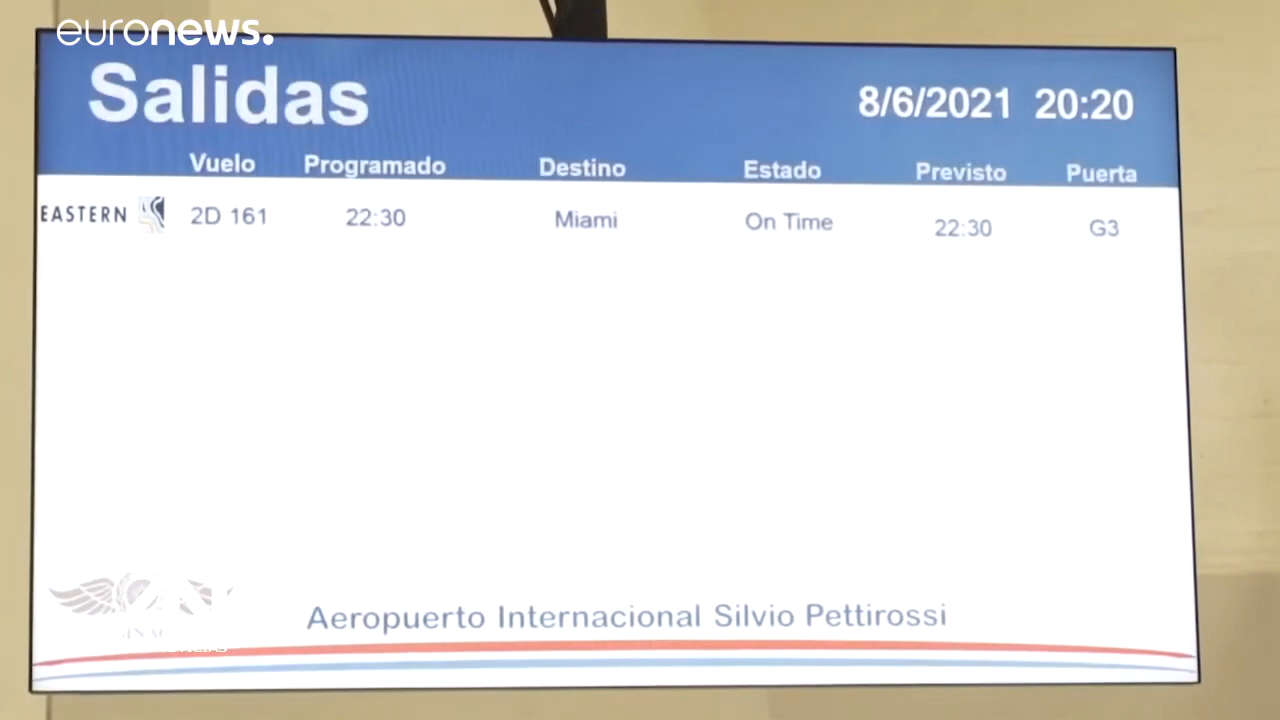 euronews.
Salidas 8/6/2021 20:20
Vuelo Programado Destino Estado Previsto Puerta
EASTERN 2D 161 22:30 Miami On Time 22:30 G3
Aeropuerto Internacional Silvio Pettirossi